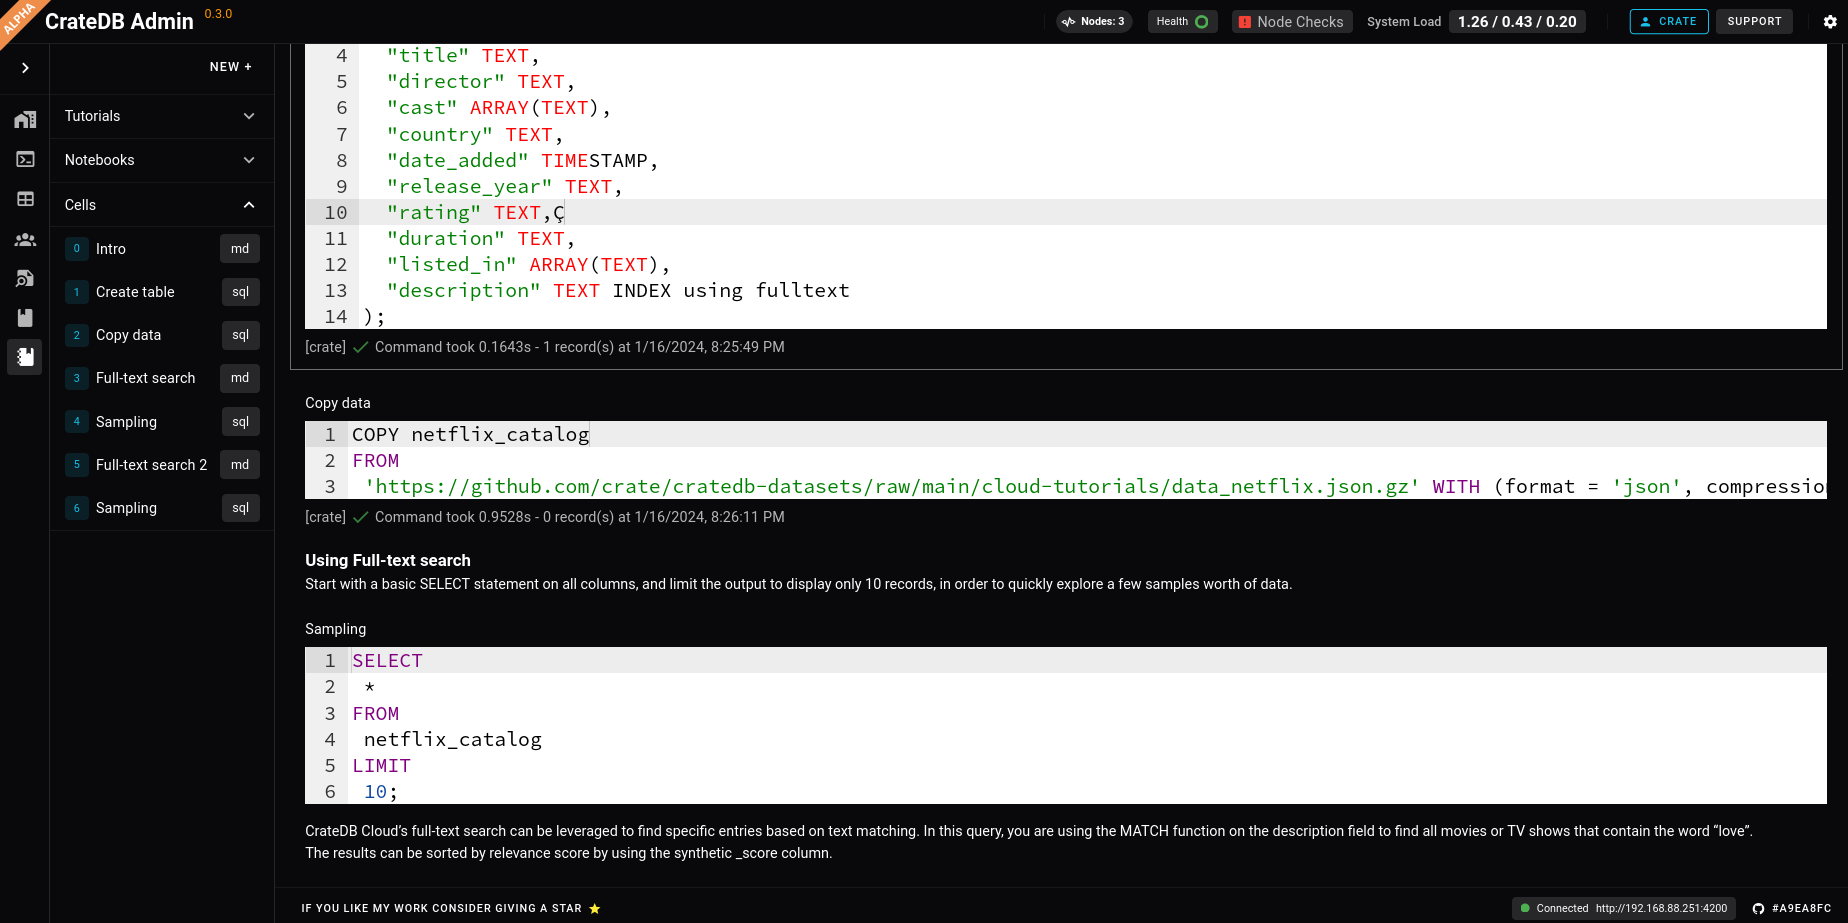 ALPHA
CrateDB Admin 0.3.0
Nodes: 3 Health Node Checks System Load 1.26 / 0.43 / 0.20 CRATE SUPPORT
NEW +
Tutorials
Notebooks
Cells
0 Intro md
1 Create table sql
2 Copy data sql
3 Full-text search md
4 Sampling sql
5 Full-text search 2 md
6 Sampling sql
4 "title" TEXT,
5 "director" TEXT,
6 "cast" ARRAY(TEXT),
7 "country" TEXT,
8 "date_added" TIMESTAMP,
9 "release_year" TEXT,
10 "rating" TEXT,Ç
11 "duration" TEXT,
12 "listed_in" ARRAY(TEXT),
13 "description" TEXT INDEX using fulltext
14 );
[crate] Command took 0.1643s - 1 record(s) at 1/16/2024, 8:25:49 PM
Copy data
1 COPY netflix_catalog
2 FROM
3 'https://github.com/crate/cratedb-datasets/raw/main/cloud-tutorials/data_netflix.json.gz' WITH (format = 'json', compression
[crate] Command took 0.9528s - 0 record(s) at 1/16/2024, 8:26:11 PM
Using Full-text search
Start with a basic SELECT statement on all columns, and limit the output to display only 10 records, in order to quickly explore a few samples worth of data.
Sampling
1 SELECT
2 *
3 FROM
4 netflix_catalog
5 LIMIT
6 10;
CrateDB Cloud’s full-text search can be leveraged to find specific entries based on text matching. In this query, you are using the MATCH function on the description field to find all movies or TV shows that contain the word “love”.
The results can be sorted by relevance score by using the synthetic _score column.
IF YOU LIKE MY WORK CONSIDER GIVING A STAR
Connected http://192.168.88.251:4200 #A9EA8FC